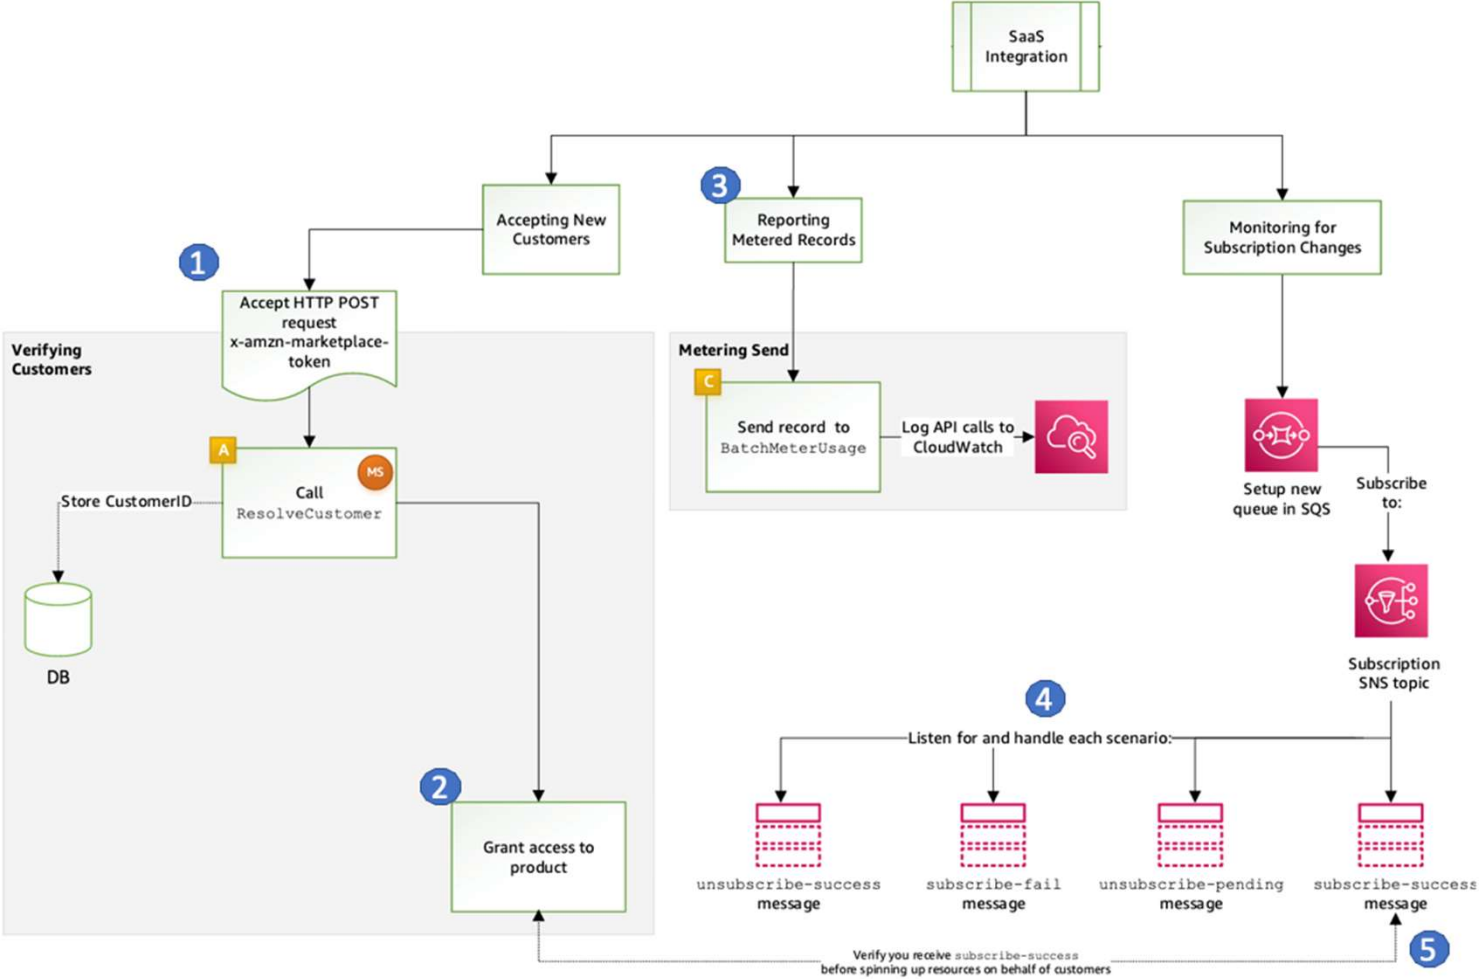 SaaS
Integration
Accepting New
Customers
3
Reporting
Metered Records
Monitoring for
Subscription Changes
1
Accept HTTP POST
request
x-amzn-marketplace-
token
Verifying
Customers
Metering Send
A
MS
Call
ResolveCustomer
Store CustomerID
DB
C
Send record to
BatchMeterUsage
Log API calls to
CloudWatch
Setup new
queue in SQS
Subscribe
to:
Subscription
SNS topic
2
Grant access to
product
4
Listen for and handle each scenario:
unsubscribe-success
message
subscribe-fail
message
unsubscribe-pending
message
subscribe-success
message
5
Verify you receive subscribe-success
before spinning up resources on behalf of customers